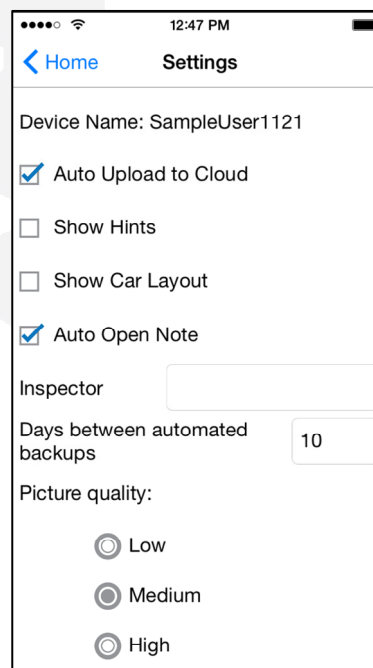 12:47 PM
Home Settings
Device Name: SampleUser1121
Auto Upload to Cloud
Show Hints
Show Car Layout
Auto Open Note
Inspector
Days between automated
backups
10
Picture quality:
Low
Medium
High